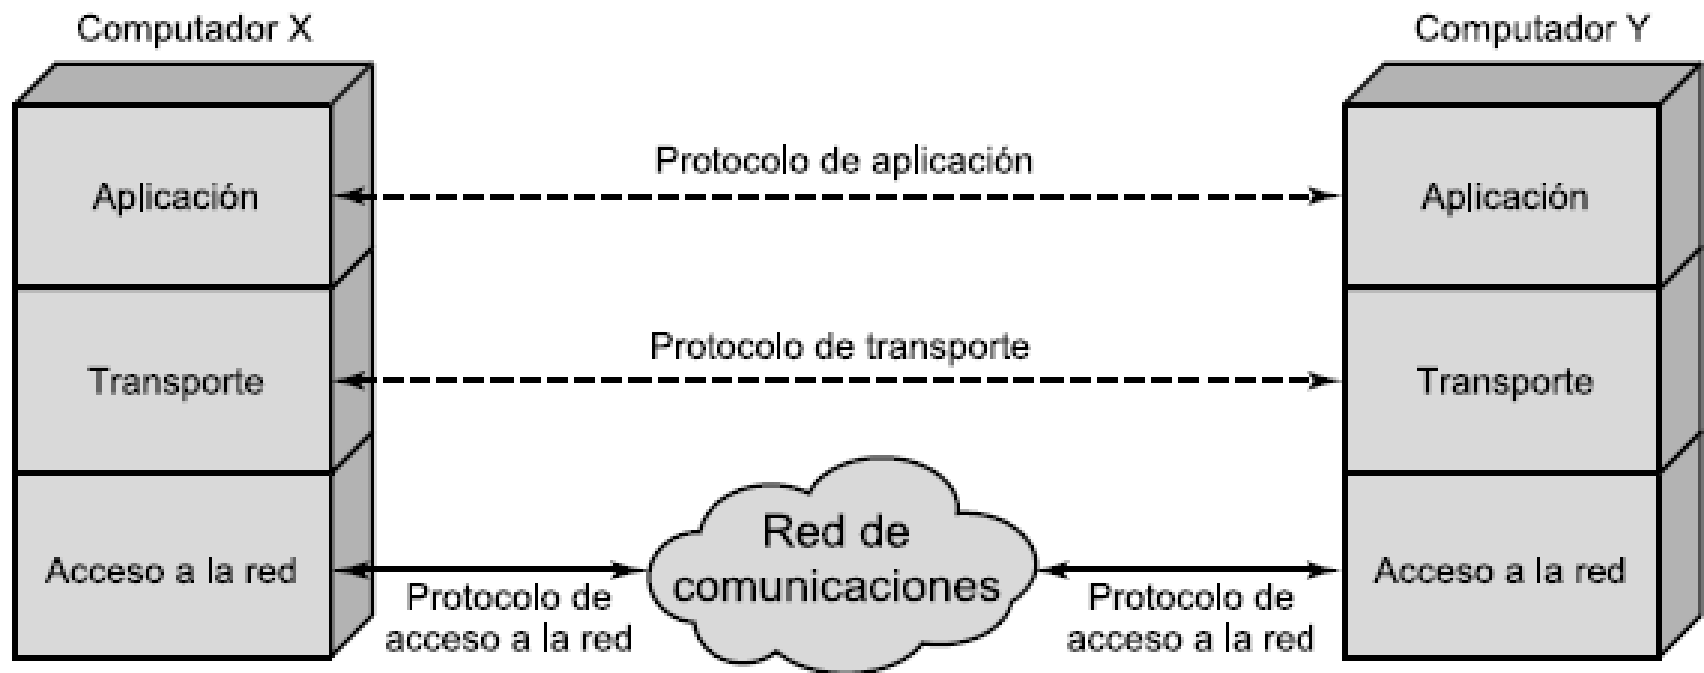 Computador X
Computador Y
Protocolo de aplicación
Aplicación
Aplicación
Protocolo de transporte
Transporte
Transporte
Red de
comunicaciones
Acceso a la red
Acceso a la red
Protocolo de
acceso a la red
Protocolo de
acceso a la red